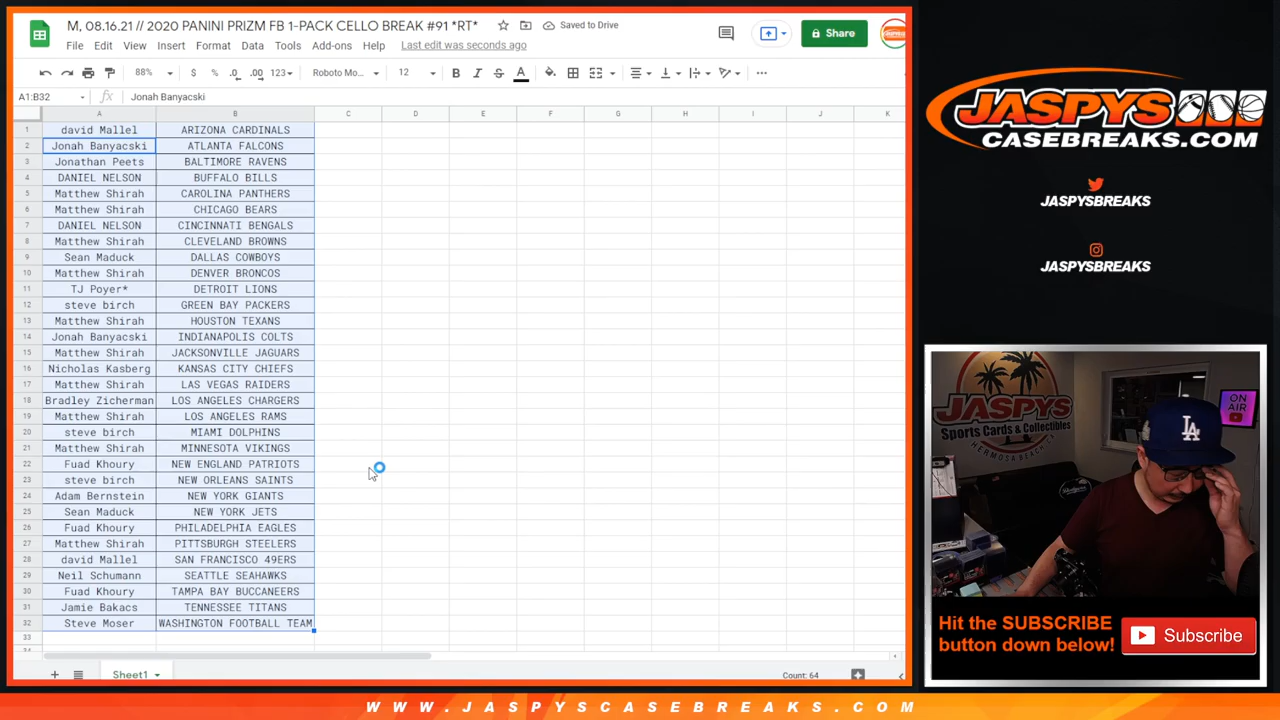 M, 08.16.21 // 2020 PANINI PRIZM FB 1-PACK CELLO BREAK #91 *RT*
Saved to Drive
File Edit View Insert Format Data Tools Add-ons Help Last edit was seconds ago
Share
88% $ % .0 .00 123 Roboto Mo... 12 B I S A
A1:B32 fx Jonah Banyacski
A B C D E F G H I J K
1 david Mallel ARIZONA CARDINALS
2 Jonah Banyacski ATLANTA FALCONS
3 Jonathan Peets BALTIMORE RAVENS
4 DANIEL NELSON BUFFALO BILLS
5 Matthew Shirah CAROLINA PANTHERS
6 Matthew Shirah CHICAGO BEARS
7 DANIEL NELSON CINCINNATI BENGALS
8 Matthew Shirah CLEVELAND BROWNS
9 Sean Maduck DALLAS COWBOYS
10 Matthew Shirah DENVER BRONCOS
11 TJ Poyer* DETROIT LIONS
12 steve birch GREEN BAY PACKERS
13 Matthew Shirah HOUSTON TEXANS
14 Jonah Banyacski INDIANAPOLIS COLTS
15 Matthew Shirah JACKSONVILLE JAGUARS
16 Nicholas Kasberg KANSAS CITY CHIEFS
17 Matthew Shirah LAS VEGAS RAIDERS
18 Bradley Zicherman LOS ANGELES CHARGERS
19 Matthew Shirah LOS ANGELES RAMS
20 steve birch MIAMI DOLPHINS
21 Matthew Shirah MINNESOTA VIKINGS
22 Fuad Khoury NEW ENGLAND PATRIOTS
23 steve birch NEW ORLEANS SAINTS
24 Adam Bernstein NEW YORK GIANTS
25 Sean Maduck NEW YORK JETS
26 Fuad Khoury PHILADELPHIA EAGLES
27 Matthew Shirah PITTSBURGH STEELERS
28 david Mallel SAN FRANCISCO 49ERS
29 Neil Schumann SEATTLE SEAHAWKS
30 Fuad Khoury TAMPA BAY BUCCANEERS
31 Jamie Bakacs TENNESSEE TITANS
32 Steve Moser WASHINGTON FOOTBALL TEAM
33
Sheet1
Count: 64
JASPYS
CASEBREAKS.COM
JASPYSBREAKS
JASPYSBREAKS
JASPYS
Sports Cards & Collectibles
HERMOSA BEACH
ON AIR
LA
Hit the SUBSCRIBE
button down below!
Subscribe
WWW.JASPYSCASEBREAKS.COM